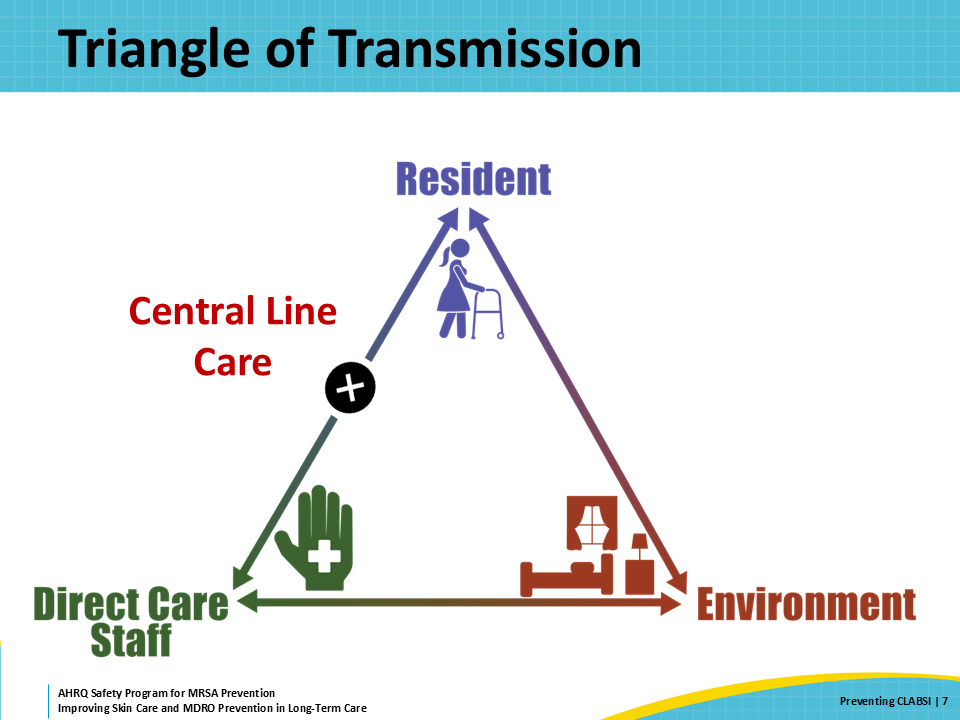 Triangle of Transmission
Resident
Central Line
Care
Direct Care
Staff
Environment
AHRQ Safety Program for MRSA Prevention
Improving Skin Care and MDRO Prevention in Long-Term Care
Preventing CLABSI | 7